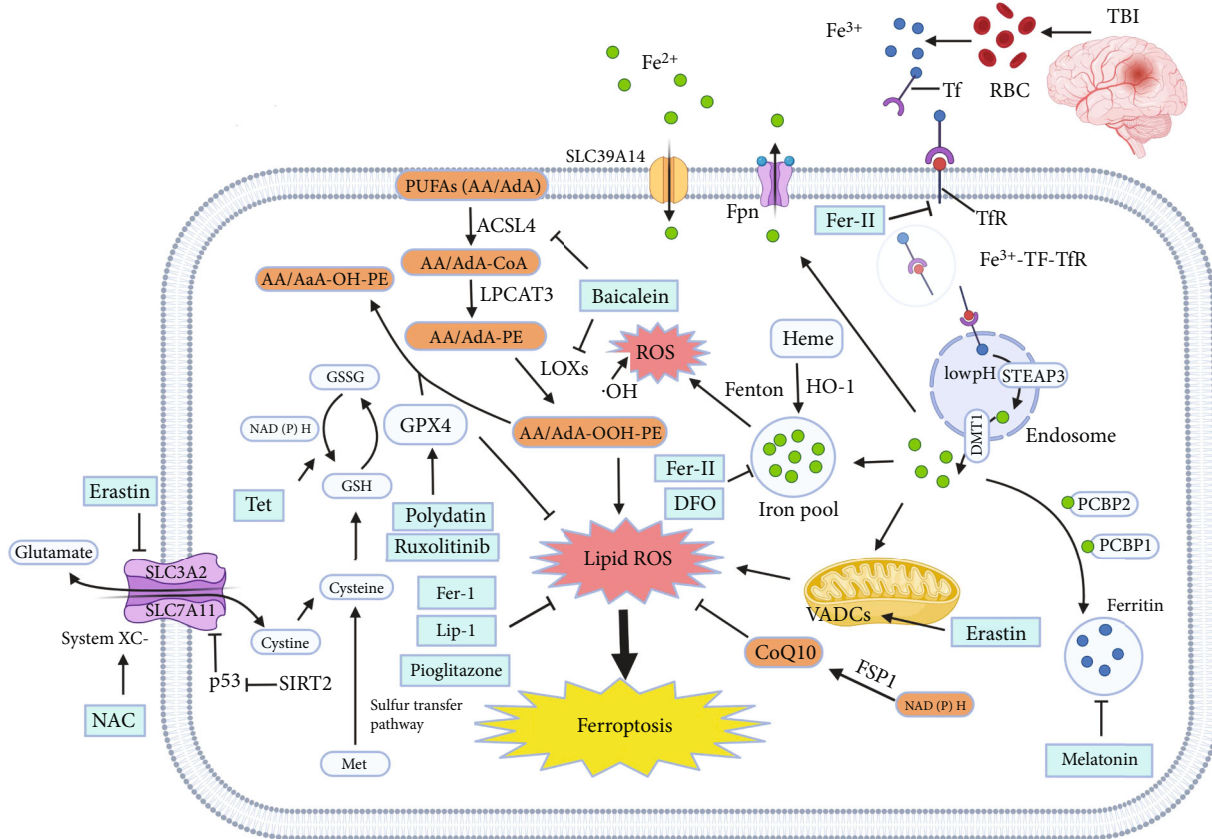 TBI
Fe3+
RBC
Tf
Fe2+
SLC39A14
Fpn
TfR
Fer-II
Fe3+-TF-TfR
PUFAs (AA/AdA)
ACSL4
AA/AdA-CoA
AA/AaA-OH-PE
LPCAT3
Baicalein
AA/AdA-PE
LOXs
ROS
·OH
Heme
HO-1
Fenton
lowpH
STEAP3
DMT1
Endosome
GSSG
NAD (P) H
GPX4
AA/AdA-OOH-PE
GSH
Fer-II
DFO
Iron pool
Erastin
Tet
Polydatin
Ruxolitinib
PCBP2
PCBP1
Glutamate
SLC3A2
SLC7A11
System XC-
Cysteine
Cystine
Lipid ROS
Fer-1
Lip-1
Pioglitazone
VADCs
Erastin
Ferritin
CoQ10
FSP1
NAD (P) H
p53
SIRT2
NAC
Sulfur transfer
pathway
Met
Ferroptosis
Melatonin